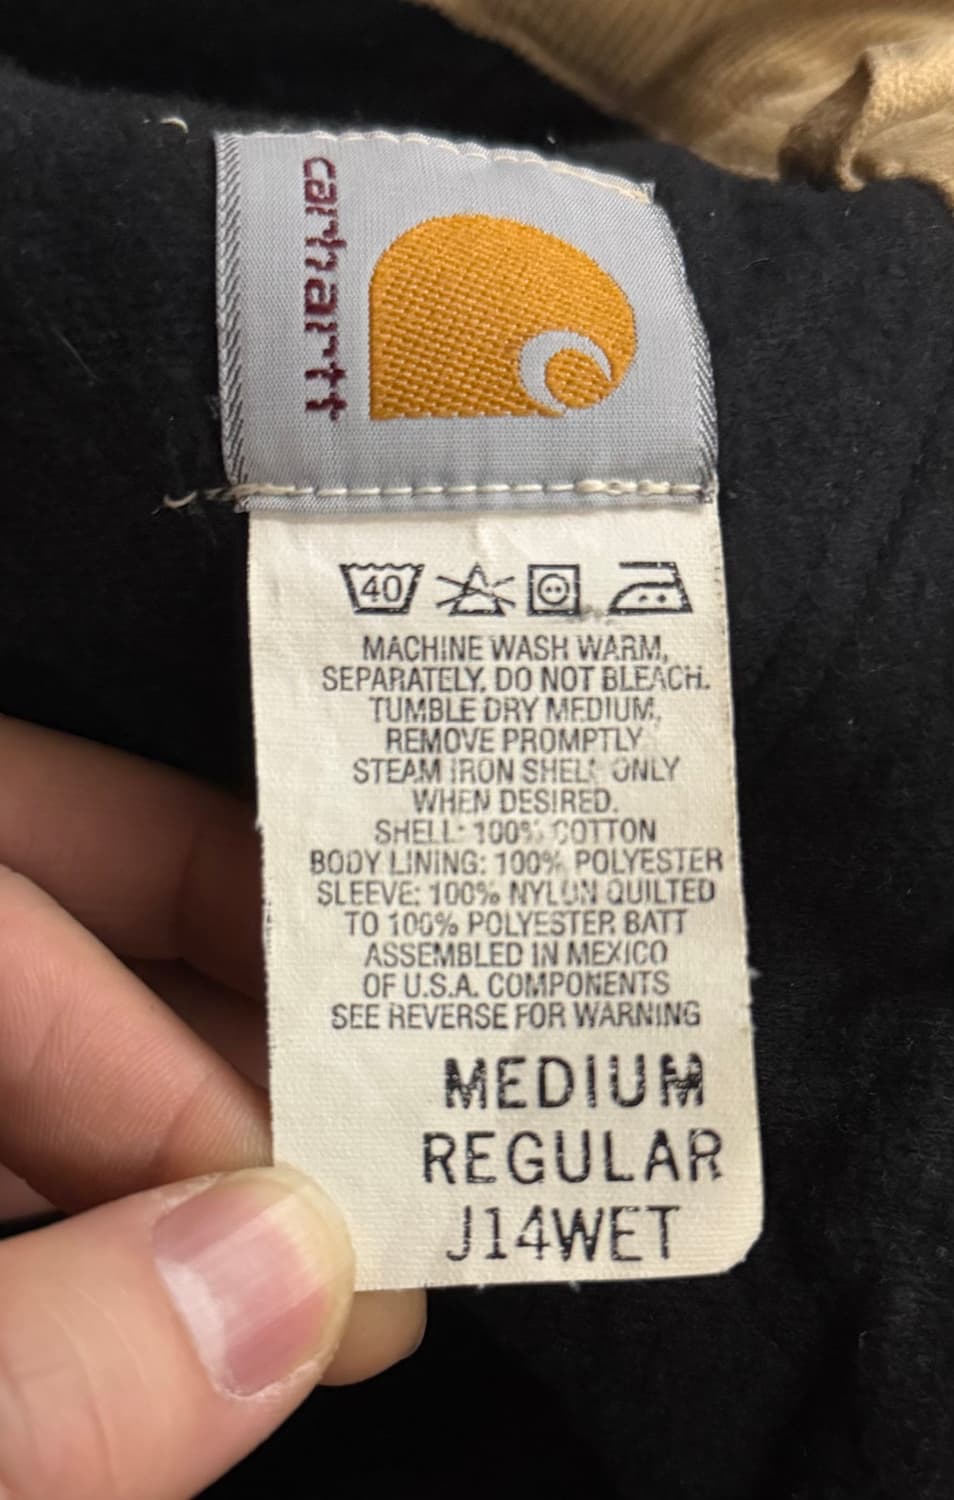 carhartt
40
MACHINE WASH WARM,
SEPARATELY. DO NOT BLEACH.
TUMBLE DRY MEDIUM,
REMOVE PROMPTLY
STEAM IRON SHELL ONLY
WHEN DESIRED.
SHELL: 100% COTTON
BODY LINING: 100% POLYESTER
SLEEVE: 100% NYLON QUILTED
TO 100% POLYESTER BATT
ASSEMBLED IN MEXICO
OF U.S.A. COMPONENTS
SEE REVERSE FOR WARNING
MEDIUM
REGULAR
J14WET